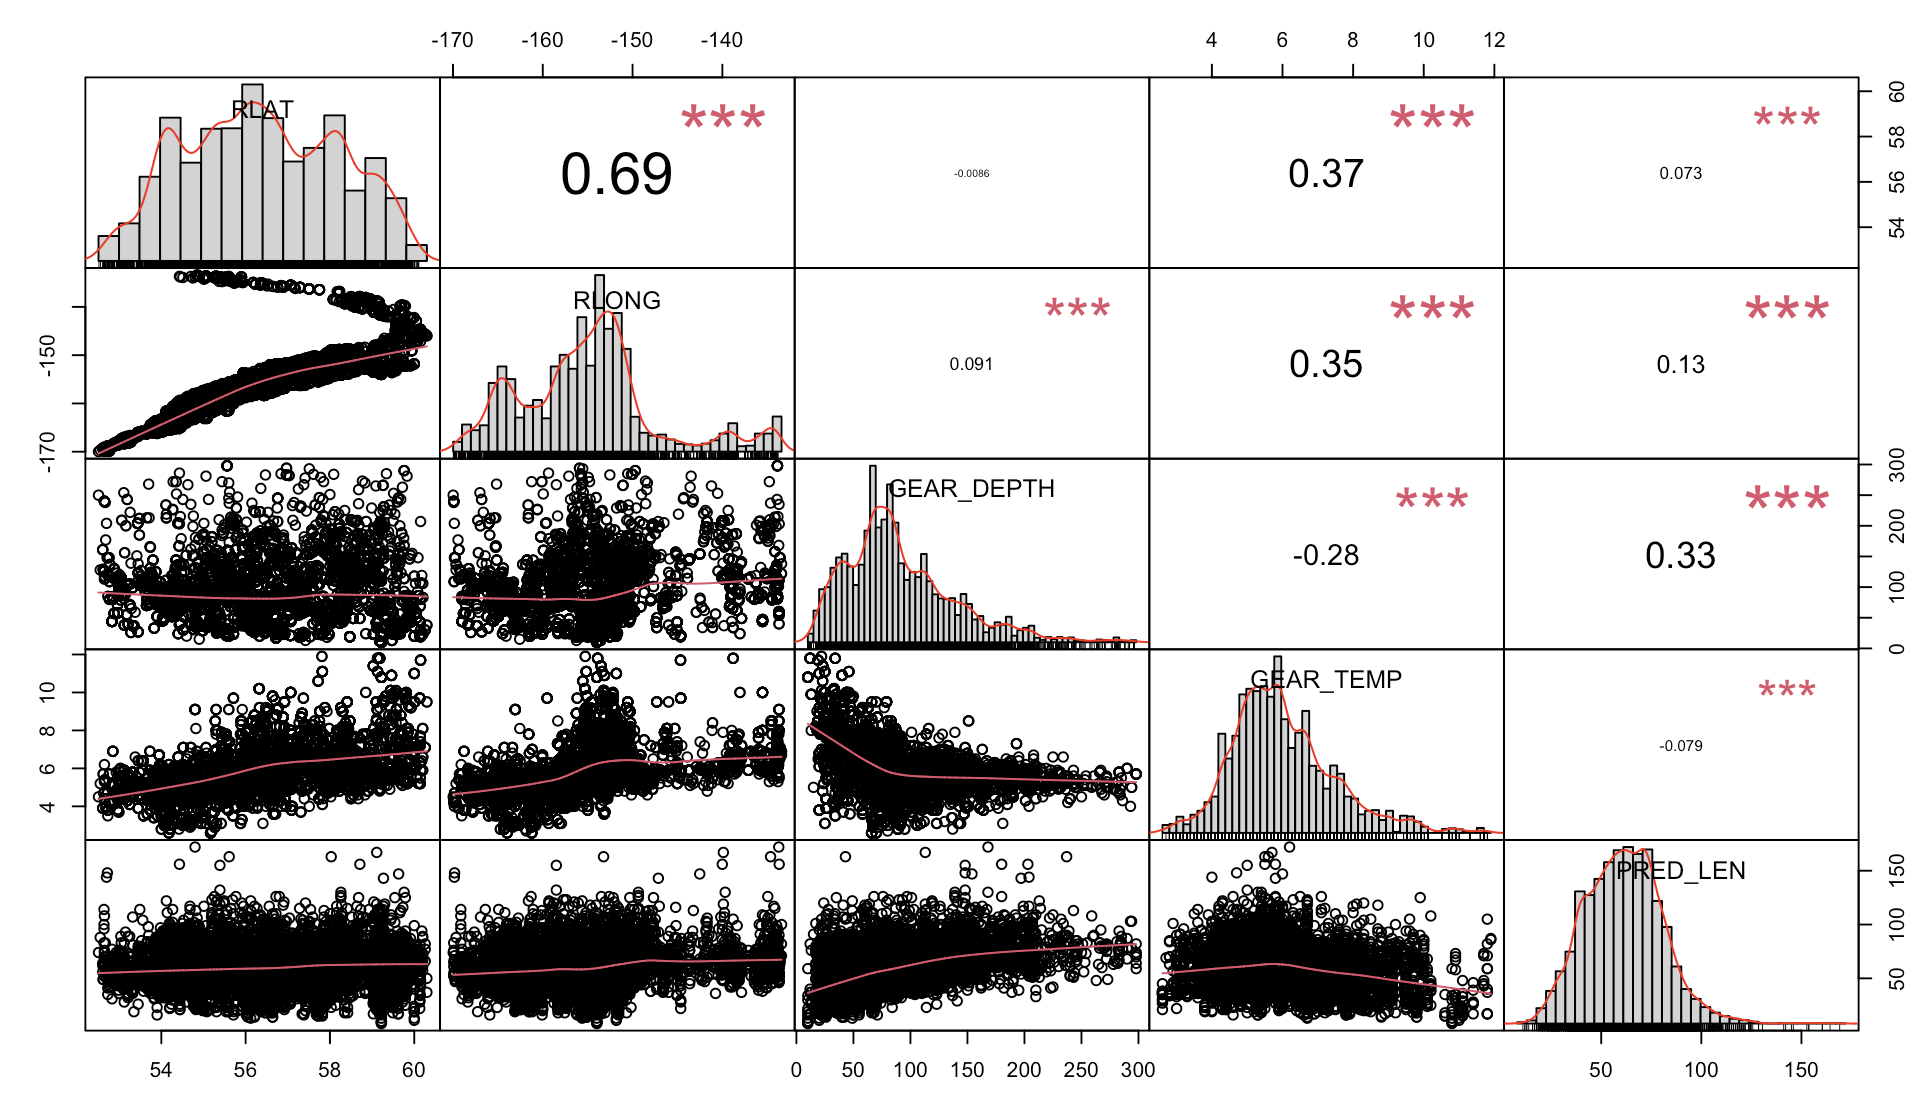 -170 -160 -150 -140 4 6 8 10 12
RLAT *** 0.69 -0.0086 *** 0.37 *** 0.073 54 56 58 60
-170 -150 RLONG *** 0.091 *** 0.35 *** 0.13
GEAR_DEPTH *** -0.28 *** 0.33 0 100 200 300
4 6 8 10 GEAR_TEMP *** -0.079
PRED_LEN 50 100 150
54 56 58 60 0 50 100 150 200 250 300 50 100 150